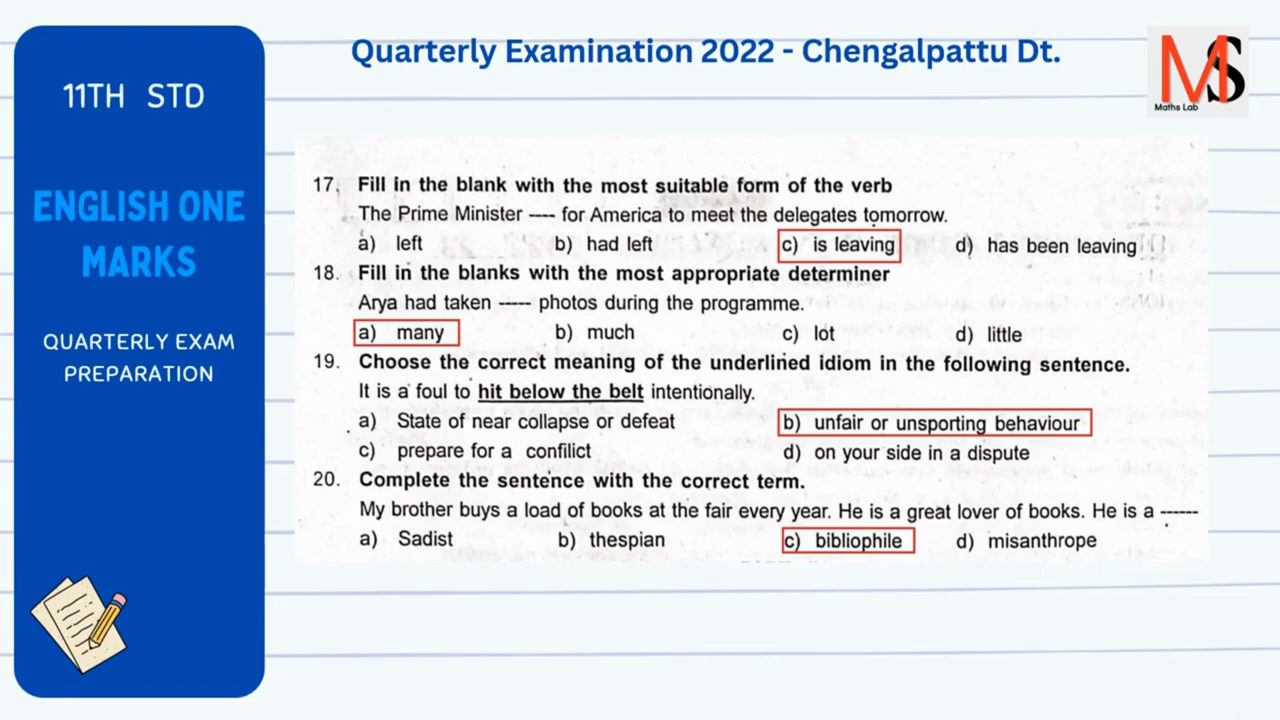 Quarterly Examination 2022 - Chengalpattu Dt.
MS
Maths Lab
11TH STD
ENGLISH ONE
MARKS
QUARTERLY EXAM
PREPARATION
17. Fill in the blank with the most suitable form of the verb
The Prime Minister ---- for America to meet the delegates tomorrow.
a) left b) had left c) is leaving d) has been leaving
18. Fill in the blanks with the most appropriate determiner
Arya had taken ----- photos during the programme.
a) many b) much c) lot d) little
19. Choose the correct meaning of the underlined idiom in the following sentence.
It is a foul to hit below the belt intentionally.
a) State of near collapse or defeat b) unfair or unsporting behaviour
c) prepare for a confilict d) on your side in a dispute
20. Complete the sentence with the correct term.
My brother buys a load of books at the fair every year. He is a great lover of books. He is a ------
a) Sadist b) thespian c) bibliophile d) misanthrope